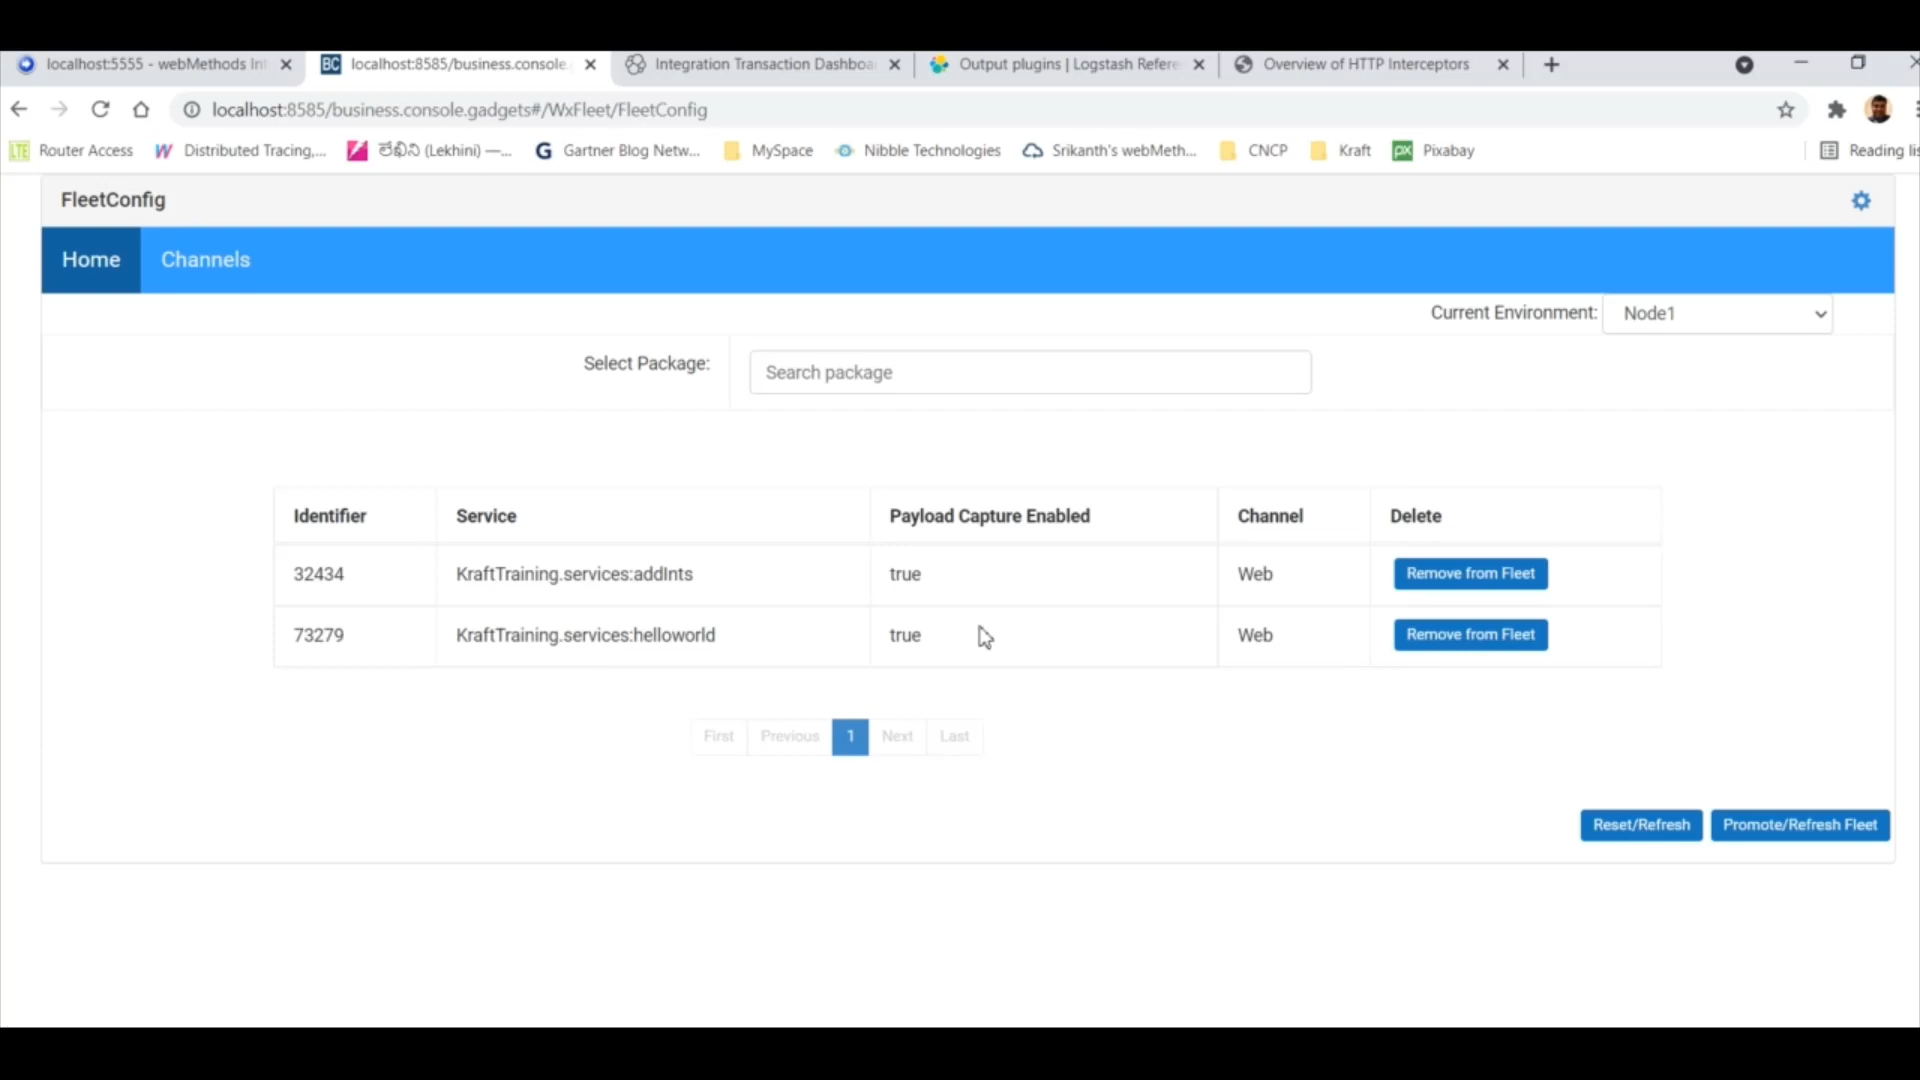 localhost:5555 - webMethods Int
BC localhost:8585/business.console.
Integration Transaction Dashboa
Output plugins | Logstash Refere
Overview of HTTP Interceptors
localhost:8585/business.console.gadgets#/WxFleet/FleetConfig
LTE Router Access
Distributed Tracing,...
లేఖిని (Lekhini) —...
G Gartner Blog Netw...
MySpace
Nibble Technologies
Srikanth's webMeth...
CNCP
Kraft
px Pixabay
Reading lis
FleetConfig
Home Channels
Current Environment: Node1
Select Package: Search package
Identifier Service Payload Capture Enabled Channel Delete
32434 KraftTraining.services:addInts true Web Remove from Fleet
73279 KraftTraining.services:helloworld true Web Remove from Fleet
First Previous 1 Next Last
Reset/Refresh Promote/Refresh Fleet